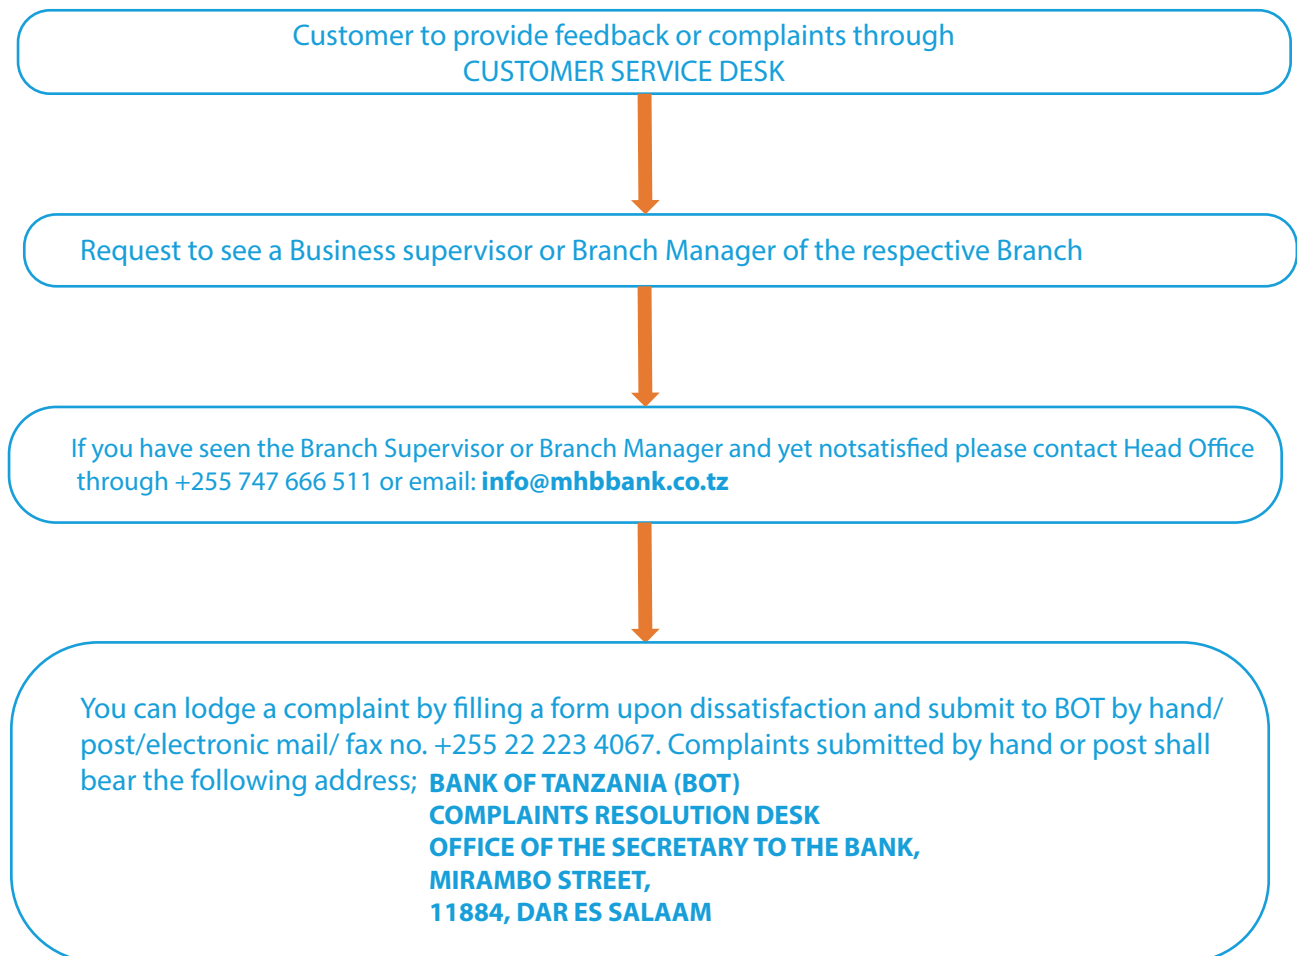 Customer to provide feedback or complaints through
CUSTOMER SERVICE DESK
Request to see a Business supervisor or Branch Manager of the respective Branch
If you have seen the Branch Supervisor or Branch Manager and yet notsatisfied please contact Head Office
through +255 747 666 511 or email: info@mhbbank.co.tz
You can lodge a complaint by filling a form upon dissatisfaction and submit to BOT by hand/
post/electronic mail/ fax no. +255 22 223 4067. Complaints submitted by hand or post shall
bear the following address; BANK OF TANZANIA (BOT)
COMPLAINTS RESOLUTION DESK
OFFICE OF THE SECRETARY TO THE BANK,
MIRAMBO STREET,
11884, DAR ES SALAAM